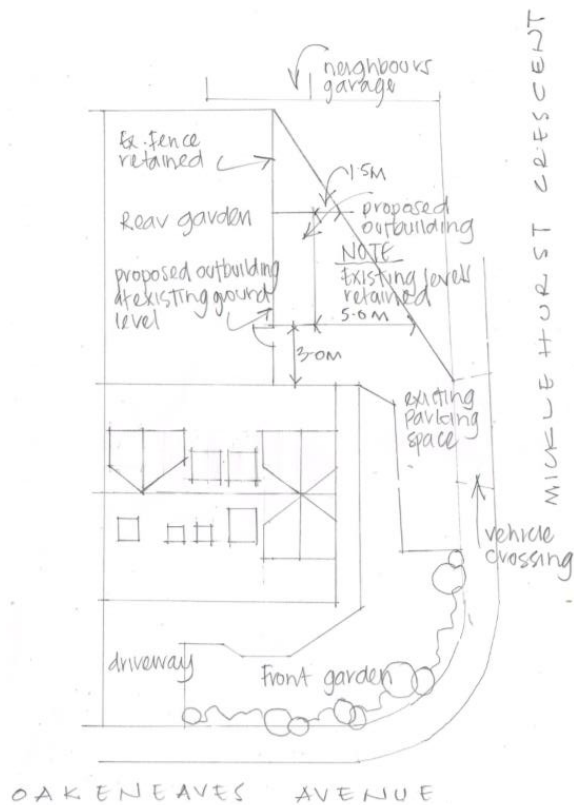 neighbours
garage
MICKLEHURST CRESCENT
Ex. Fence
retained
1.5M
Rear garden
proposed
outbuilding
NOTE
Existing levels
retained
proposed outbuilding
at existing ground
level
5.0M
3.0M
existing
parking
space
vehicle
crossing
driveway
Front garden
OAKENEAVES AVENUE